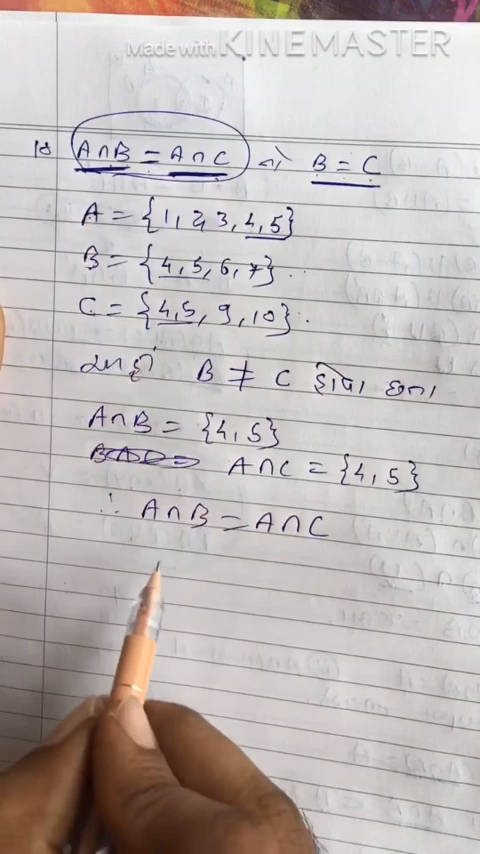 Made with KINEMASTER
18 A∩B = A∩C તો B = C
A = {1, 2, 3, 4, 5}
B = {4, 5, 6, 7}.
C = {4, 5, 9, 10}.
અહીં B ≠ C હોવા છતા
A∩B = {4, 5}
A∩C = {4, 5}
∴ A∩B = A∩C